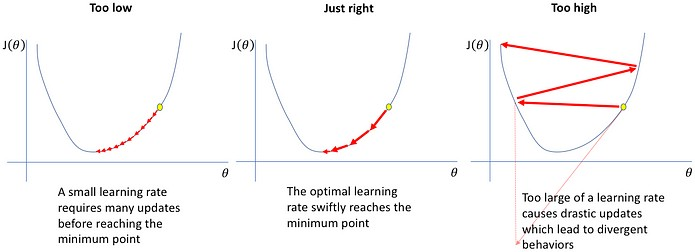 Too low
J(θ)
θ
A small learning rate
requires many updates
before reaching the
minimum point
Just right
J(θ)
θ
The optimal learning
rate swiftly reaches the
minimum point
Too high
J(θ)
θ
Too large of a learning rate
causes drastic updates
which lead to divergent
behaviors